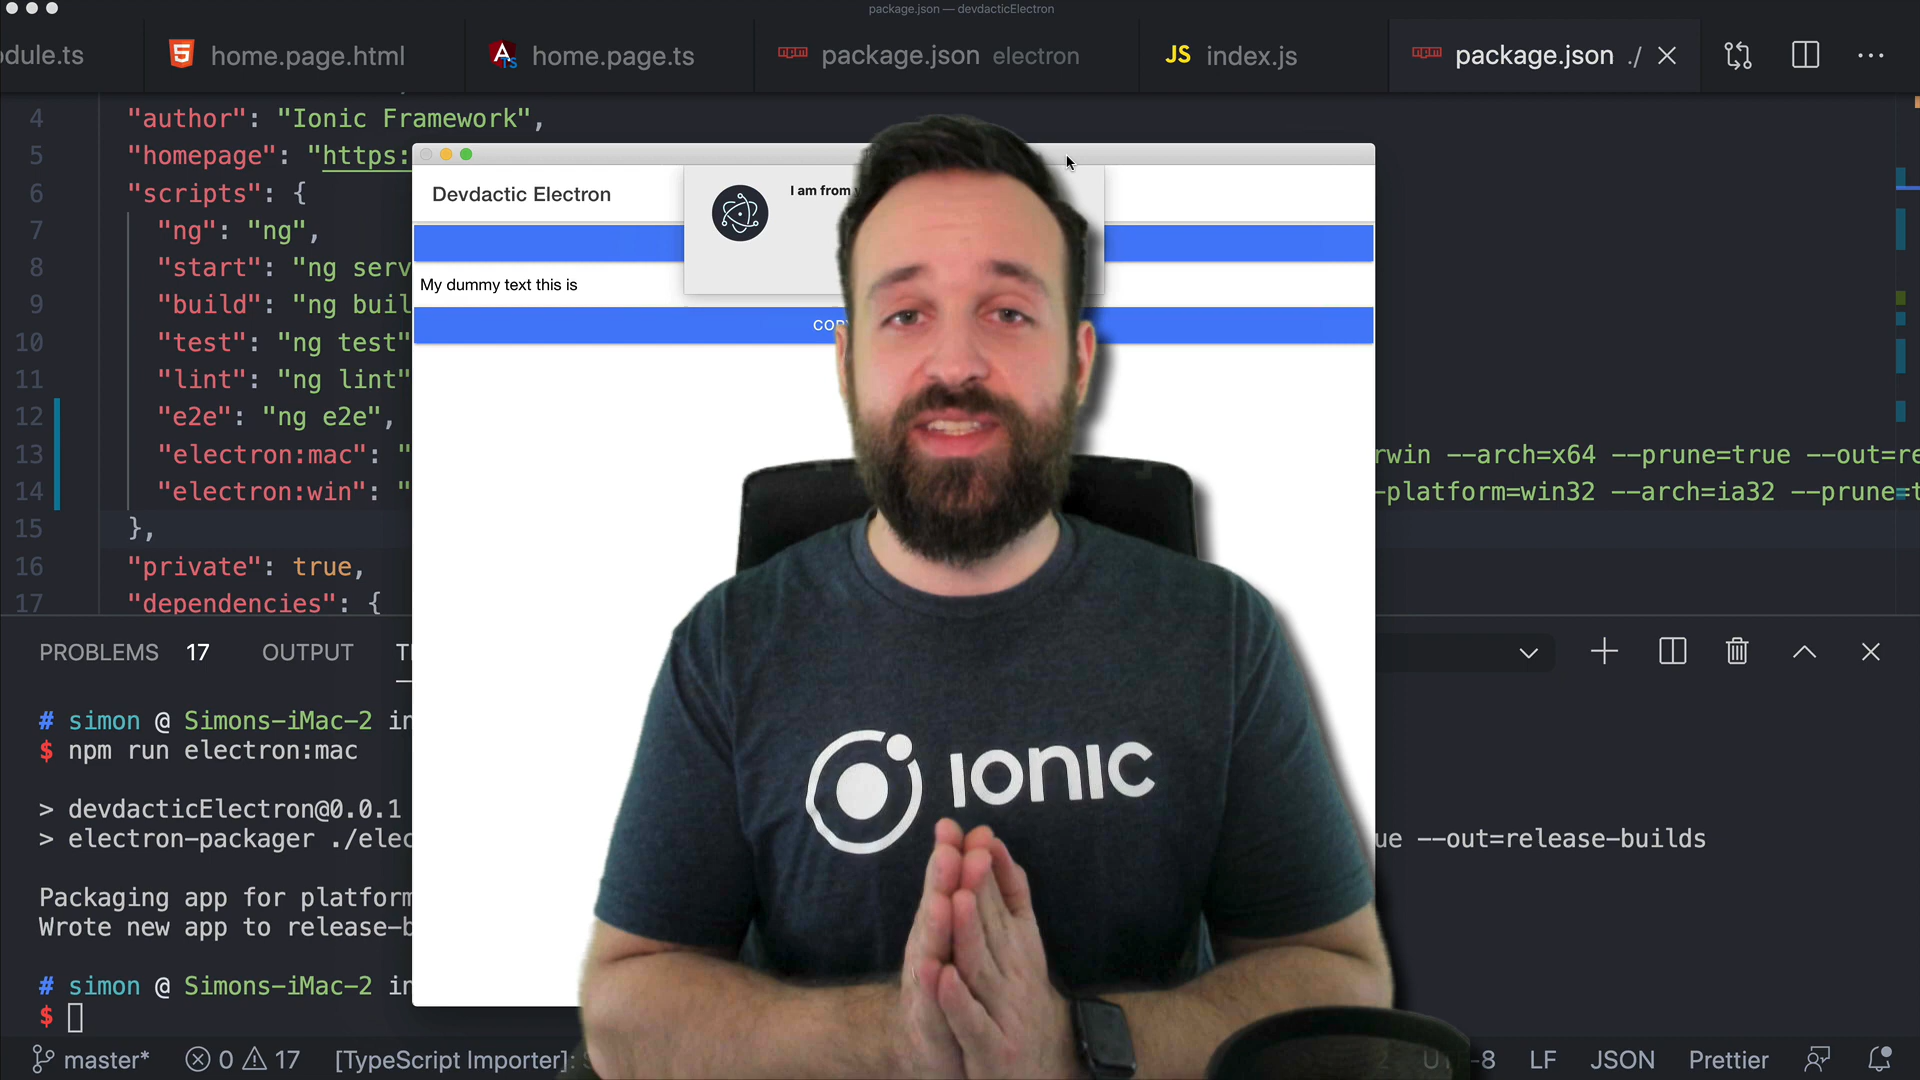 package.json — devdacticElectron
dule.ts
home.page.html
home.page.ts
package.json electron
JS index.js
package.json ./
4 "author": "Ionic Framework",
5 "homepage": "https:
6 "scripts": {
7 "ng": "ng",
8 "start": "ng serv
9 "build": "ng buil
10 "test": "ng test"
11 "lint": "ng lint"
12 "e2e": "ng e2e",
13 "electron:mac": " rwin --arch=x64 --prune=true --out=re
14 "electron:win": " -platform=win32 --arch=ia32 --prune=t
15 },
16 "private": true,
17 "dependencies": {
Devdactic Electron
I am from
My dummy text this is
COP
PROBLEMS 17 OUTPUT T
# simon @ Simons-iMac-2 in
$ npm run electron:mac
> devdacticElectron@0.0.1
> electron-packager ./elec ue --out=release-builds
Packaging app for platform
Wrote new app to release-b
# simon @ Simons-iMac-2 in
$
master* 0 17 [TypeScript Importer]: UTF-8 LF JSON Prettier
IONIC